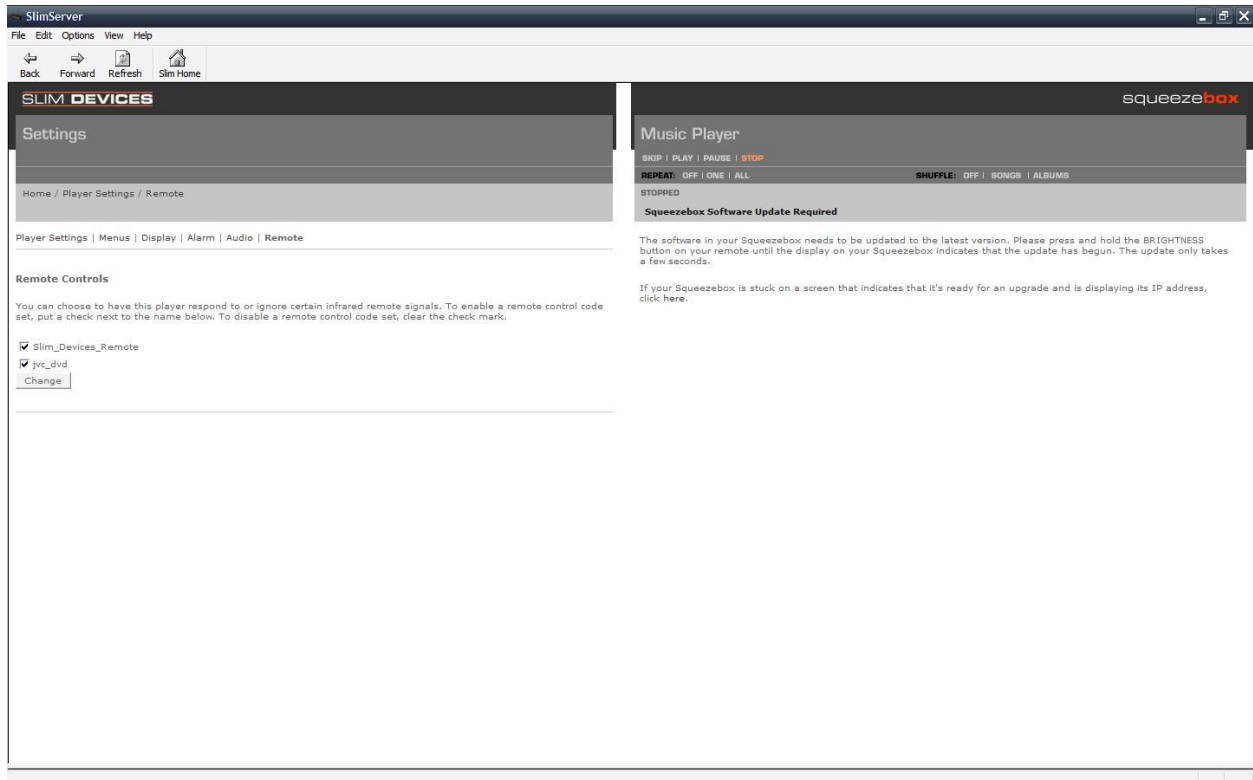 SlimServer
File Edit Options View Help
Back Forward Refresh Slim Home
SLIM DEVICES
Settings
Home / Player Settings / Remote
Player Settings | Menus | Display | Alarm | Audio | Remote
Remote Controls
You can choose to have this player respond to or ignore certain infrared remote signals. To enable a remote control code
set, put a check next to the name below. To disable a remote control code set, clear the check mark.
Slim_Devices_Remote
jvc_dvd
Change
squeezebox
Music Player
SKIP | PLAY | PAUSE | STOP
REPEAT: OFF | ONE | ALL SHUFFLE: OFF | SONGS | ALBUMS
STOPPED
Squeezebox Software Update Required
The software in your Squeezebox needs to be updated to the latest version. Please press and hold the BRIGHTNESS
button on your remote until the display on your Squeezebox indicates that the update has begun. The update only takes
a few seconds.
If your Squeezebox is stuck on a screen that indicates that it's ready for an upgrade and is displaying its IP address,
click here.